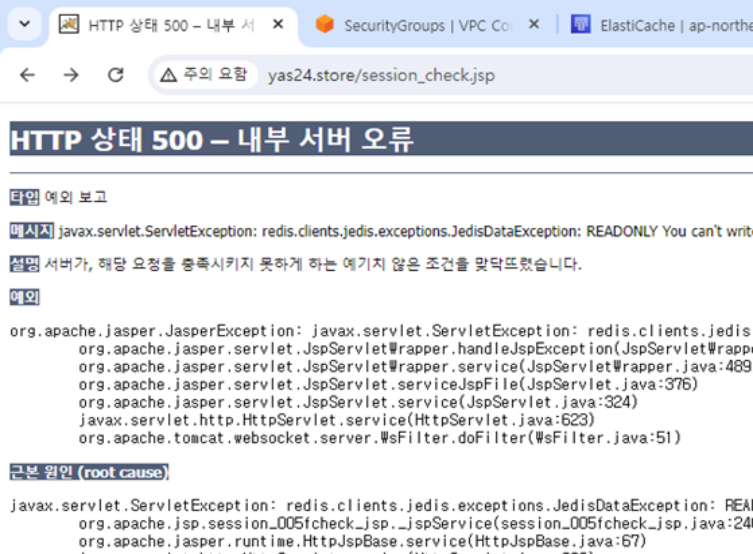 HTTP 상태 500 – 내부 서 × SecurityGroups | VPC Co × ElastiCache | ap-northe
주의 요함 yas24.store/session_check.jsp
HTTP 상태 500 – 내부 서버 오류
타입 예외 보고
메시지 javax.servlet.ServletException: redis.clients.jedis.exceptions.JedisDataException: READONLY You can't write
설명 서버가, 해당 요청을 충족시키지 못하게 하는 예기치 않은 조건을 맞닥뜨렸습니다.
예외
org.apache.jasper.JasperException: javax.servlet.ServletException: redis.clients.jedis.
org.apache.jasper.servlet.JspServletWrapper.handleJspException(JspServletWrappe
org.apache.jasper.servlet.JspServletWrapper.service(JspServletWrapper.java:489)
org.apache.jasper.servlet.JspServlet.serviceJspFile(JspServlet.java:376)
org.apache.jasper.servlet.JspServlet.service(JspServlet.java:324)
javax.servlet.http.HttpServlet.service(HttpServlet.java:623)
org.apache.tomcat.websocket.server.WsFilter.doFilter(WsFilter.java:51)
근본 원인 (root cause)
javax.servlet.ServletException: redis.clients.jedis.exceptions.JedisDataException: READ
org.apache.jsp.session_005fcheck_jsp._jspService(session_005fcheck_jsp.java:240
org.apache.jasper.runtime.HttpJspBase.service(HttpJspBase.java:67)